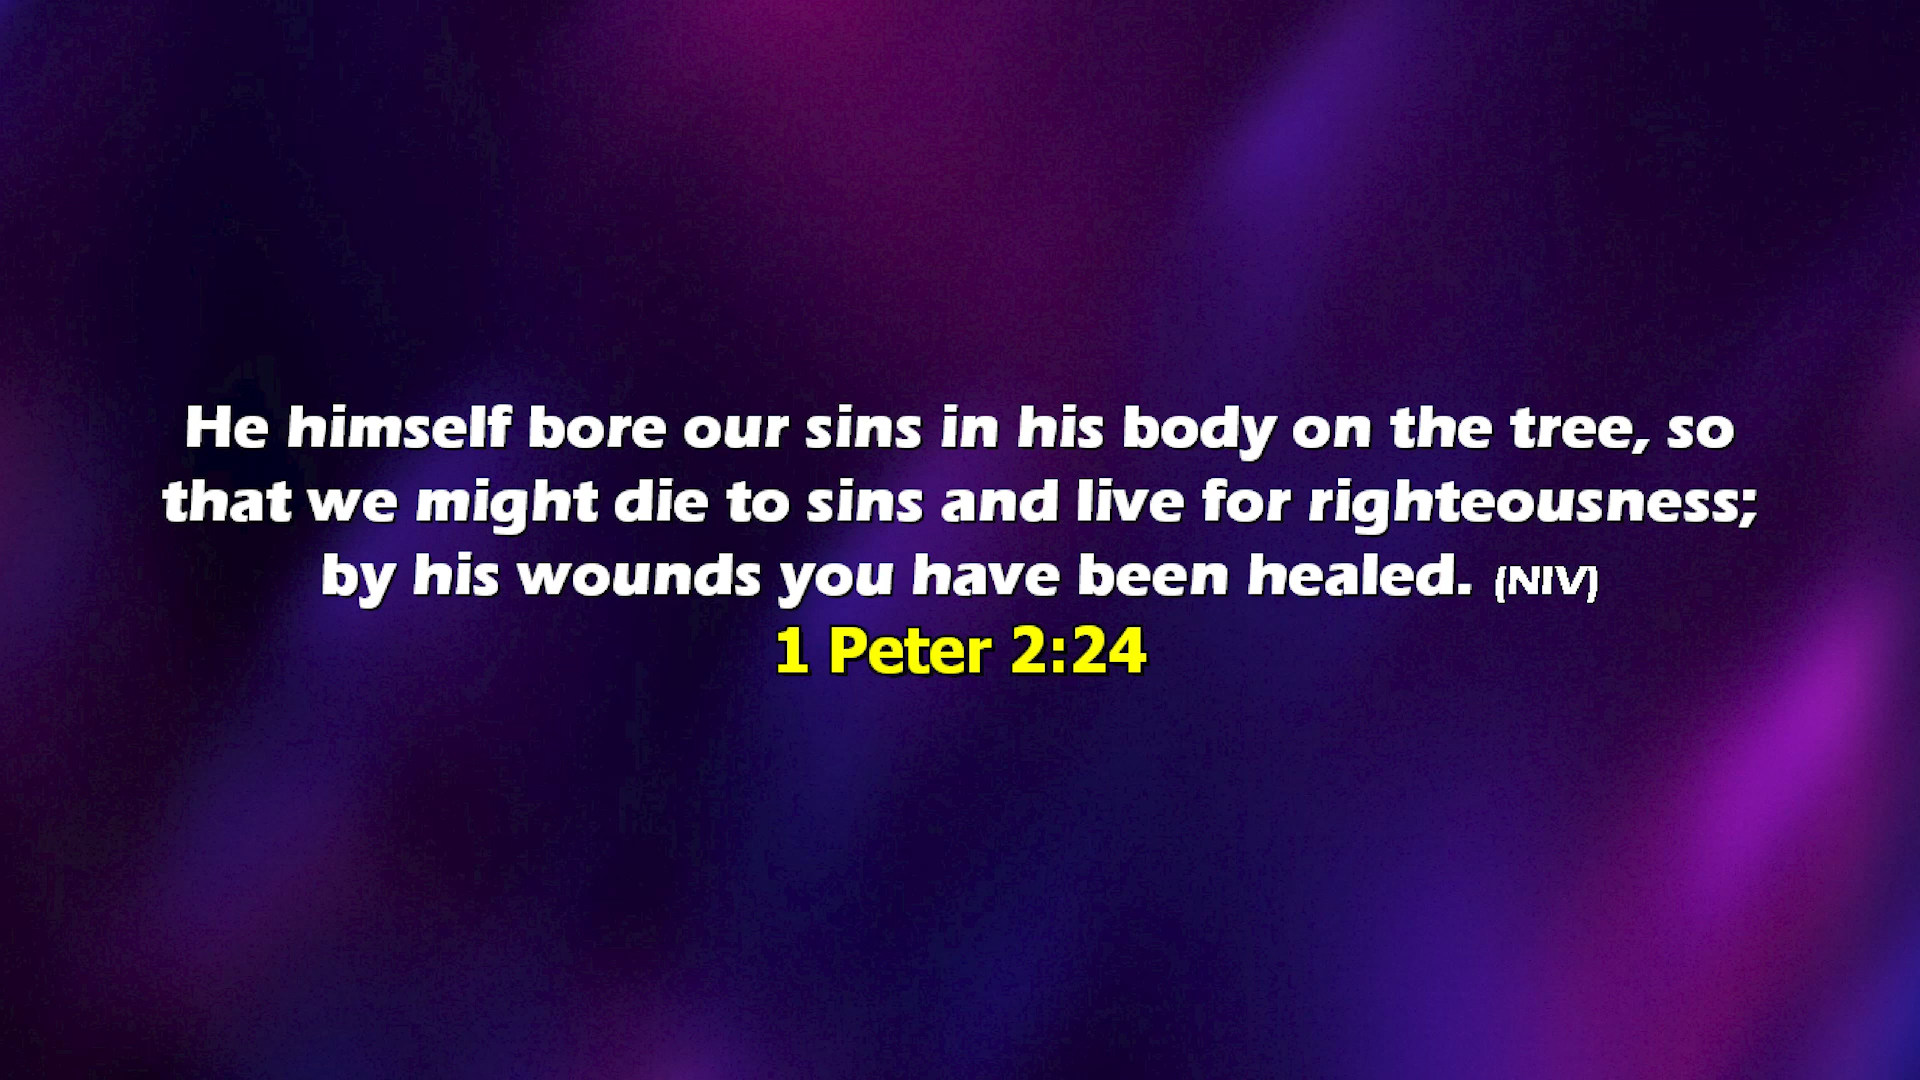 He himself bore our sins in his body on the tree, so
that we might die to sins and live for righteousness;
by his wounds you have been healed. (NIV)
1 Peter 2:24